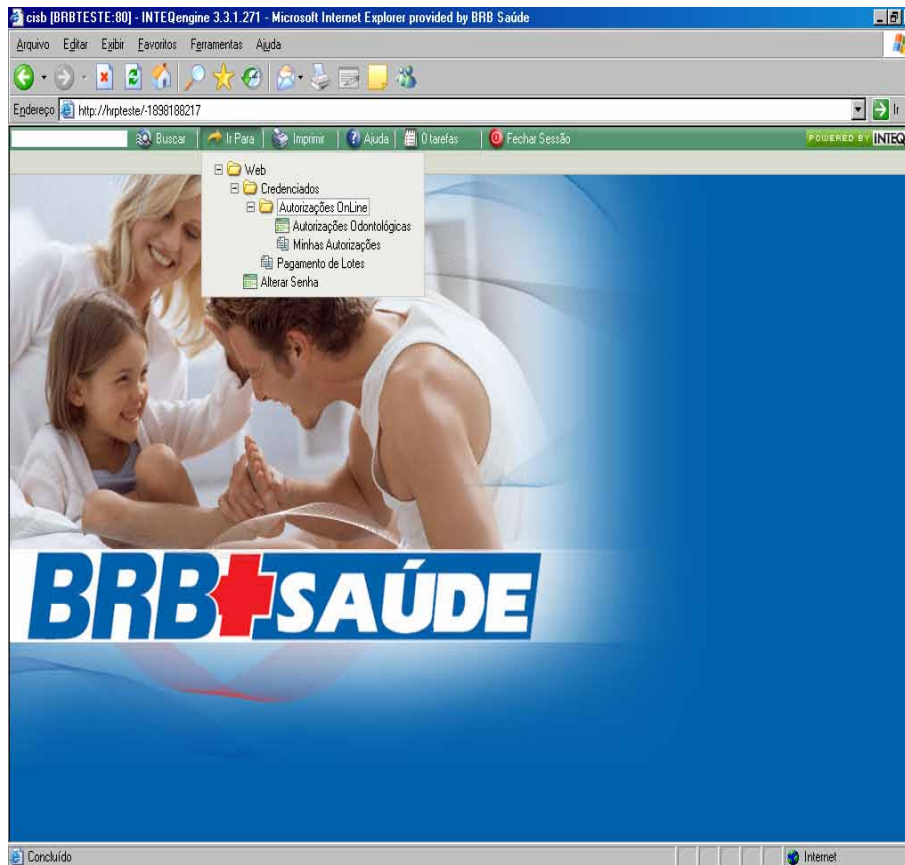 cisb [BRBTESTE:80] - INTEQengine 3.3.1.271 - Microsoft Internet Explorer provided by BRB Saúde
Arquivo Editar Exibir Favoritos Ferramentas Ajuda
Endereço http://hrpteste/-1898188217 Ir
Buscar Ir Para Imprimir Ajuda 0 tarefas Fechar Sessão POWERED BY INTEQ
Web
Credenciados
Autorizações OnLine
Autorizações Odontológicas
Minhas Autorizações
Pagamento de Lotes
Alterar Senha
BRB SAÚDE
Concluído Internet